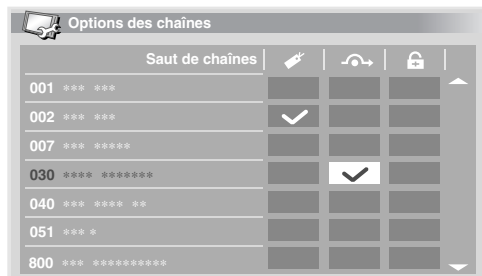 Options des chaînes
Saut de chaînes
001 *** ***
002 *** ***
007 *** *****
030 **** *******
040 *** **** **
051 *** *
800 *** **********